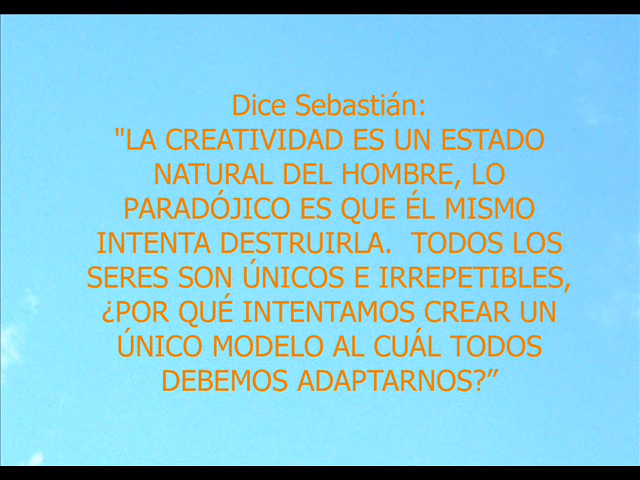 Dice Sebastián:
"LA CREATIVIDAD ES UN ESTADO
NATURAL DEL HOMBRE, LO
PARADÓJICO ES QUE ÉL MISMO
INTENTA DESTRUIRLA.  TODOS LOS
SERES SON ÚNICOS E IRREPETIBLES,
¿POR QUÉ INTENTAMOS CREAR UN
ÚNICO MODELO AL CUÁL TODOS
DEBEMOS ADAPTARNOS?”